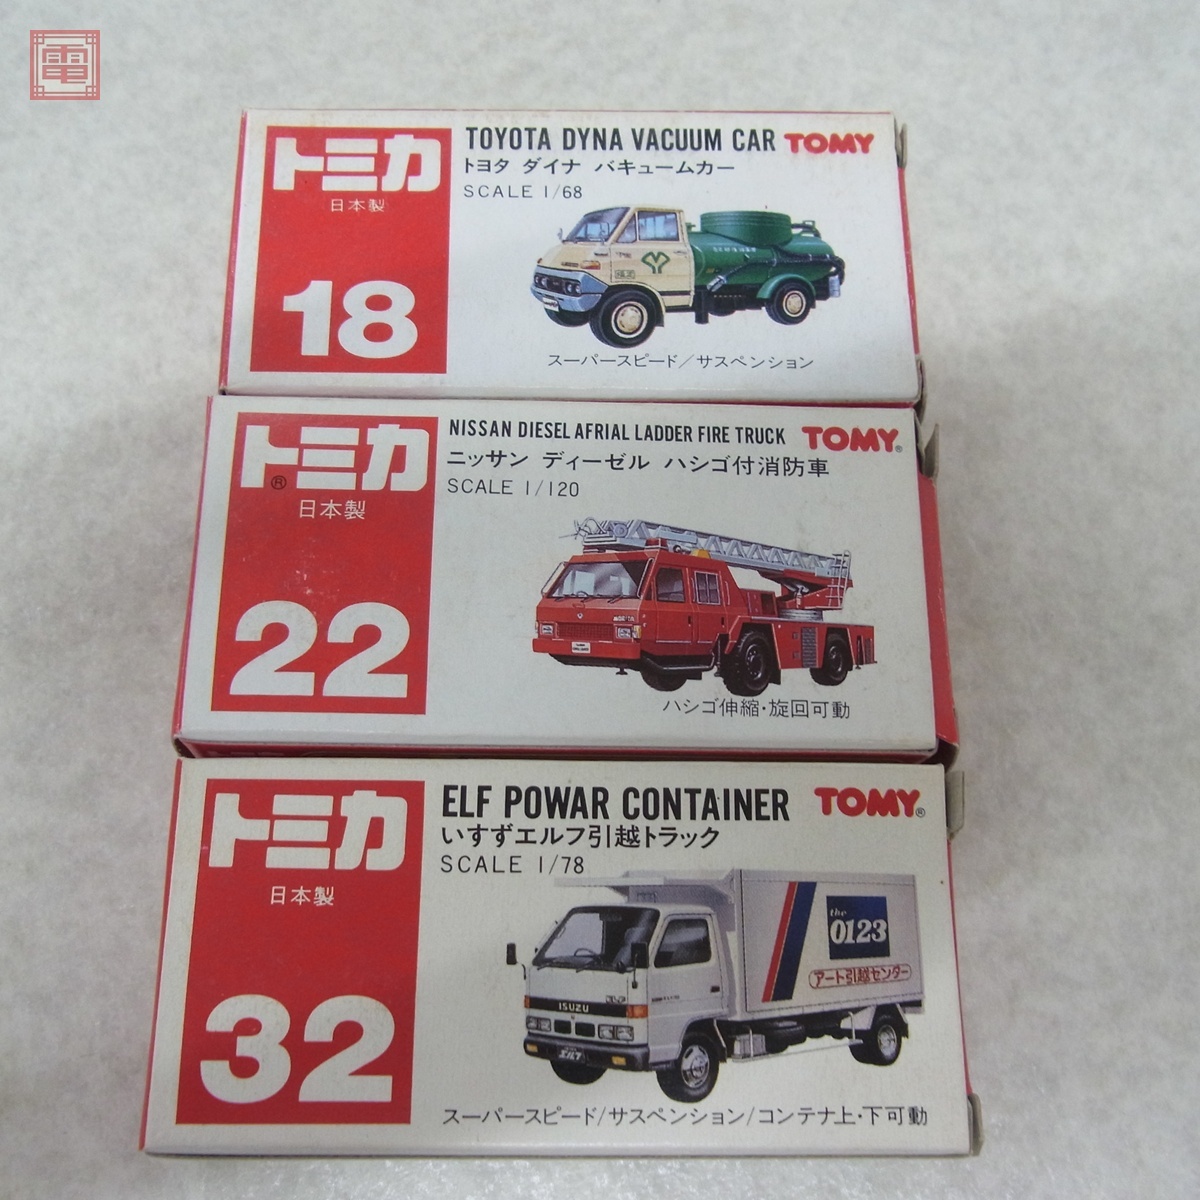 電
トミカ
日本製
18
TOYOTA DYNA VACUUM CAR TOMY
トヨタ ダイナ バキュームカー
SCALE 1/68
スーパースピード/サスペンション
トミカ®
日本製
22
NISSAN DIESEL AFRIAL LADDER FIRE TRUCK TOMY®
ニッサン ディーゼル ハシゴ付消防車
SCALE 1/120
ハシゴ伸縮・旋回可動
トミカ
日本製
32
ELF POWAR CONTAINER TOMY®
いすゞエルフ引越トラック
SCALE 1/78
the
0123
アート引越センター
ISUZU
エルフ
スーパースピード/サスペンション/コンテナ上・下可動